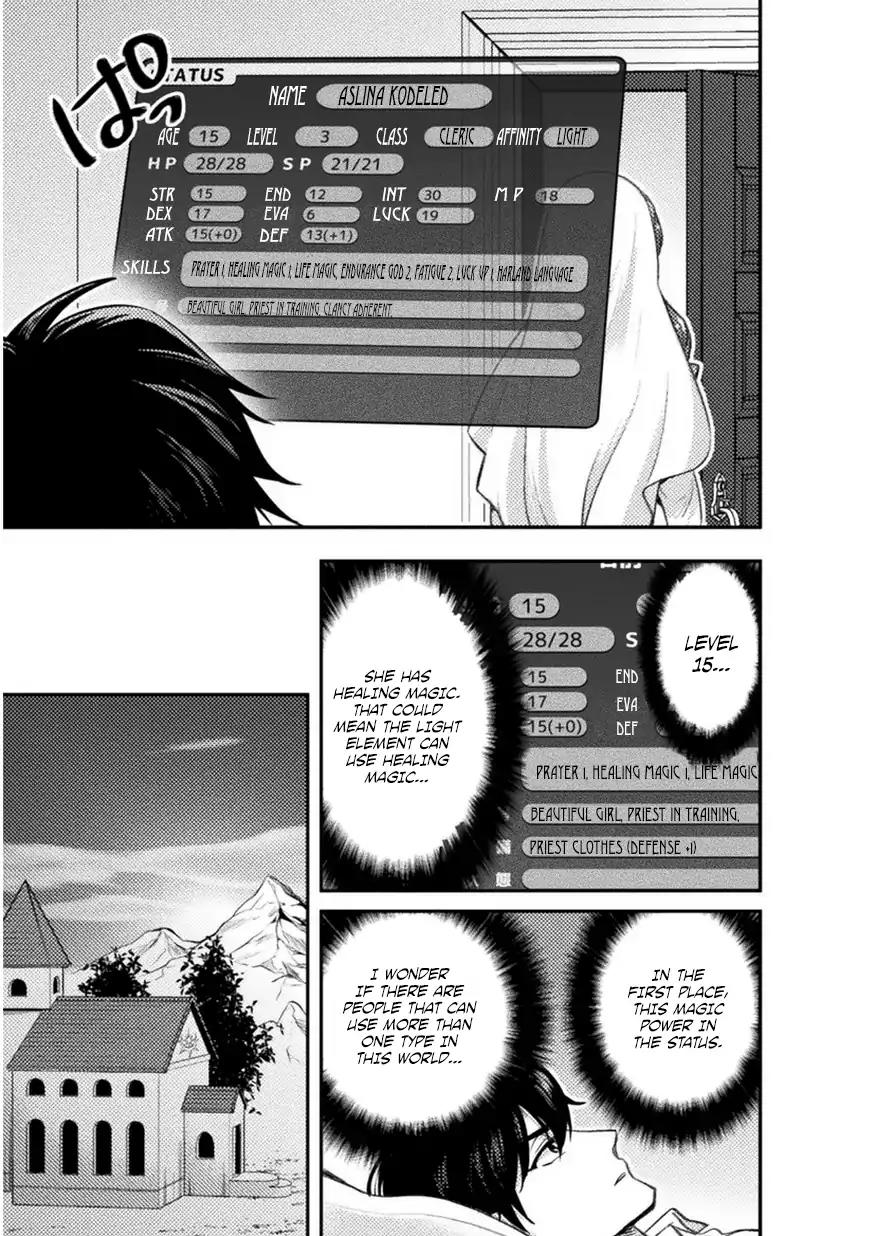 ぱっ
STATUS
NAME ASLINA KODELED
AGE 15 LEVEL 3 CLASS CLERIC AFFINITY LIGHT
HP 28/28 SP 21/21
STR 15 END 12 INT 30 MP 18
DEX 17 EVA 6 LUCK 19
ATK 15(+0) DEF 13(+1)
SKILLS PRAYER 1, HEALING MAGIC 1, LIFE MAGIC, ENDURANCE GOD 2, FATIGUE 2, LUCK UP 1, HARLAND LANGUAGE
BEAUTIFUL GIRL, PRIEST IN TRAINING, CLANCY ADHERENT.
LEVEL
15...
15
28/28 S
15 END
17 EVA
15(+0) DEF
PRAYER 1, HEALING MAGIC 1, LIFE MAGIC
BEAUTIFUL GIRL, PRIEST IN TRAINING,
PRIEST CLOTHES (DEFENSE +1)
態
SHE HAS
HEALING MAGIC.
THAT COULD
MEAN THE LIGHT
ELEMENT CAN
USE HEALING
MAGIC...
IN THE
FIRST PLACE,
THIS MAGIC
POWER IN
THE STATUS.
I WONDER
IF THERE ARE
PEOPLE THAT CAN
USE MORE THAN
ONE TYPE IN
THIS WORLD...